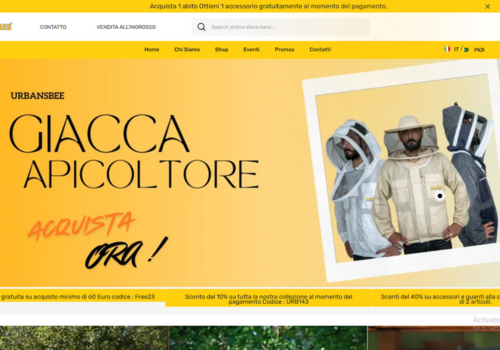 Acquista 1 abito Ottieni 1 accessorio gratuitamente al momento del pagamento.
CONTATTO VENDITA ALL'INGROSSO Search entire store here...
Home Chi Siamo Shop Eventi Promos Contatti IT / PKR
URBANSBEE
GIACCA
APICOLTORE
ACQUISTA
ORA !
gratuita su acquisto minimo di 60 Euro codice : Free23
Sconto del 10% su tutta la nostra collezione al momento del
pagamento Codice : URB143
Sconti del 40% su accessori e guanti alla
di 2 articoli.
Activate